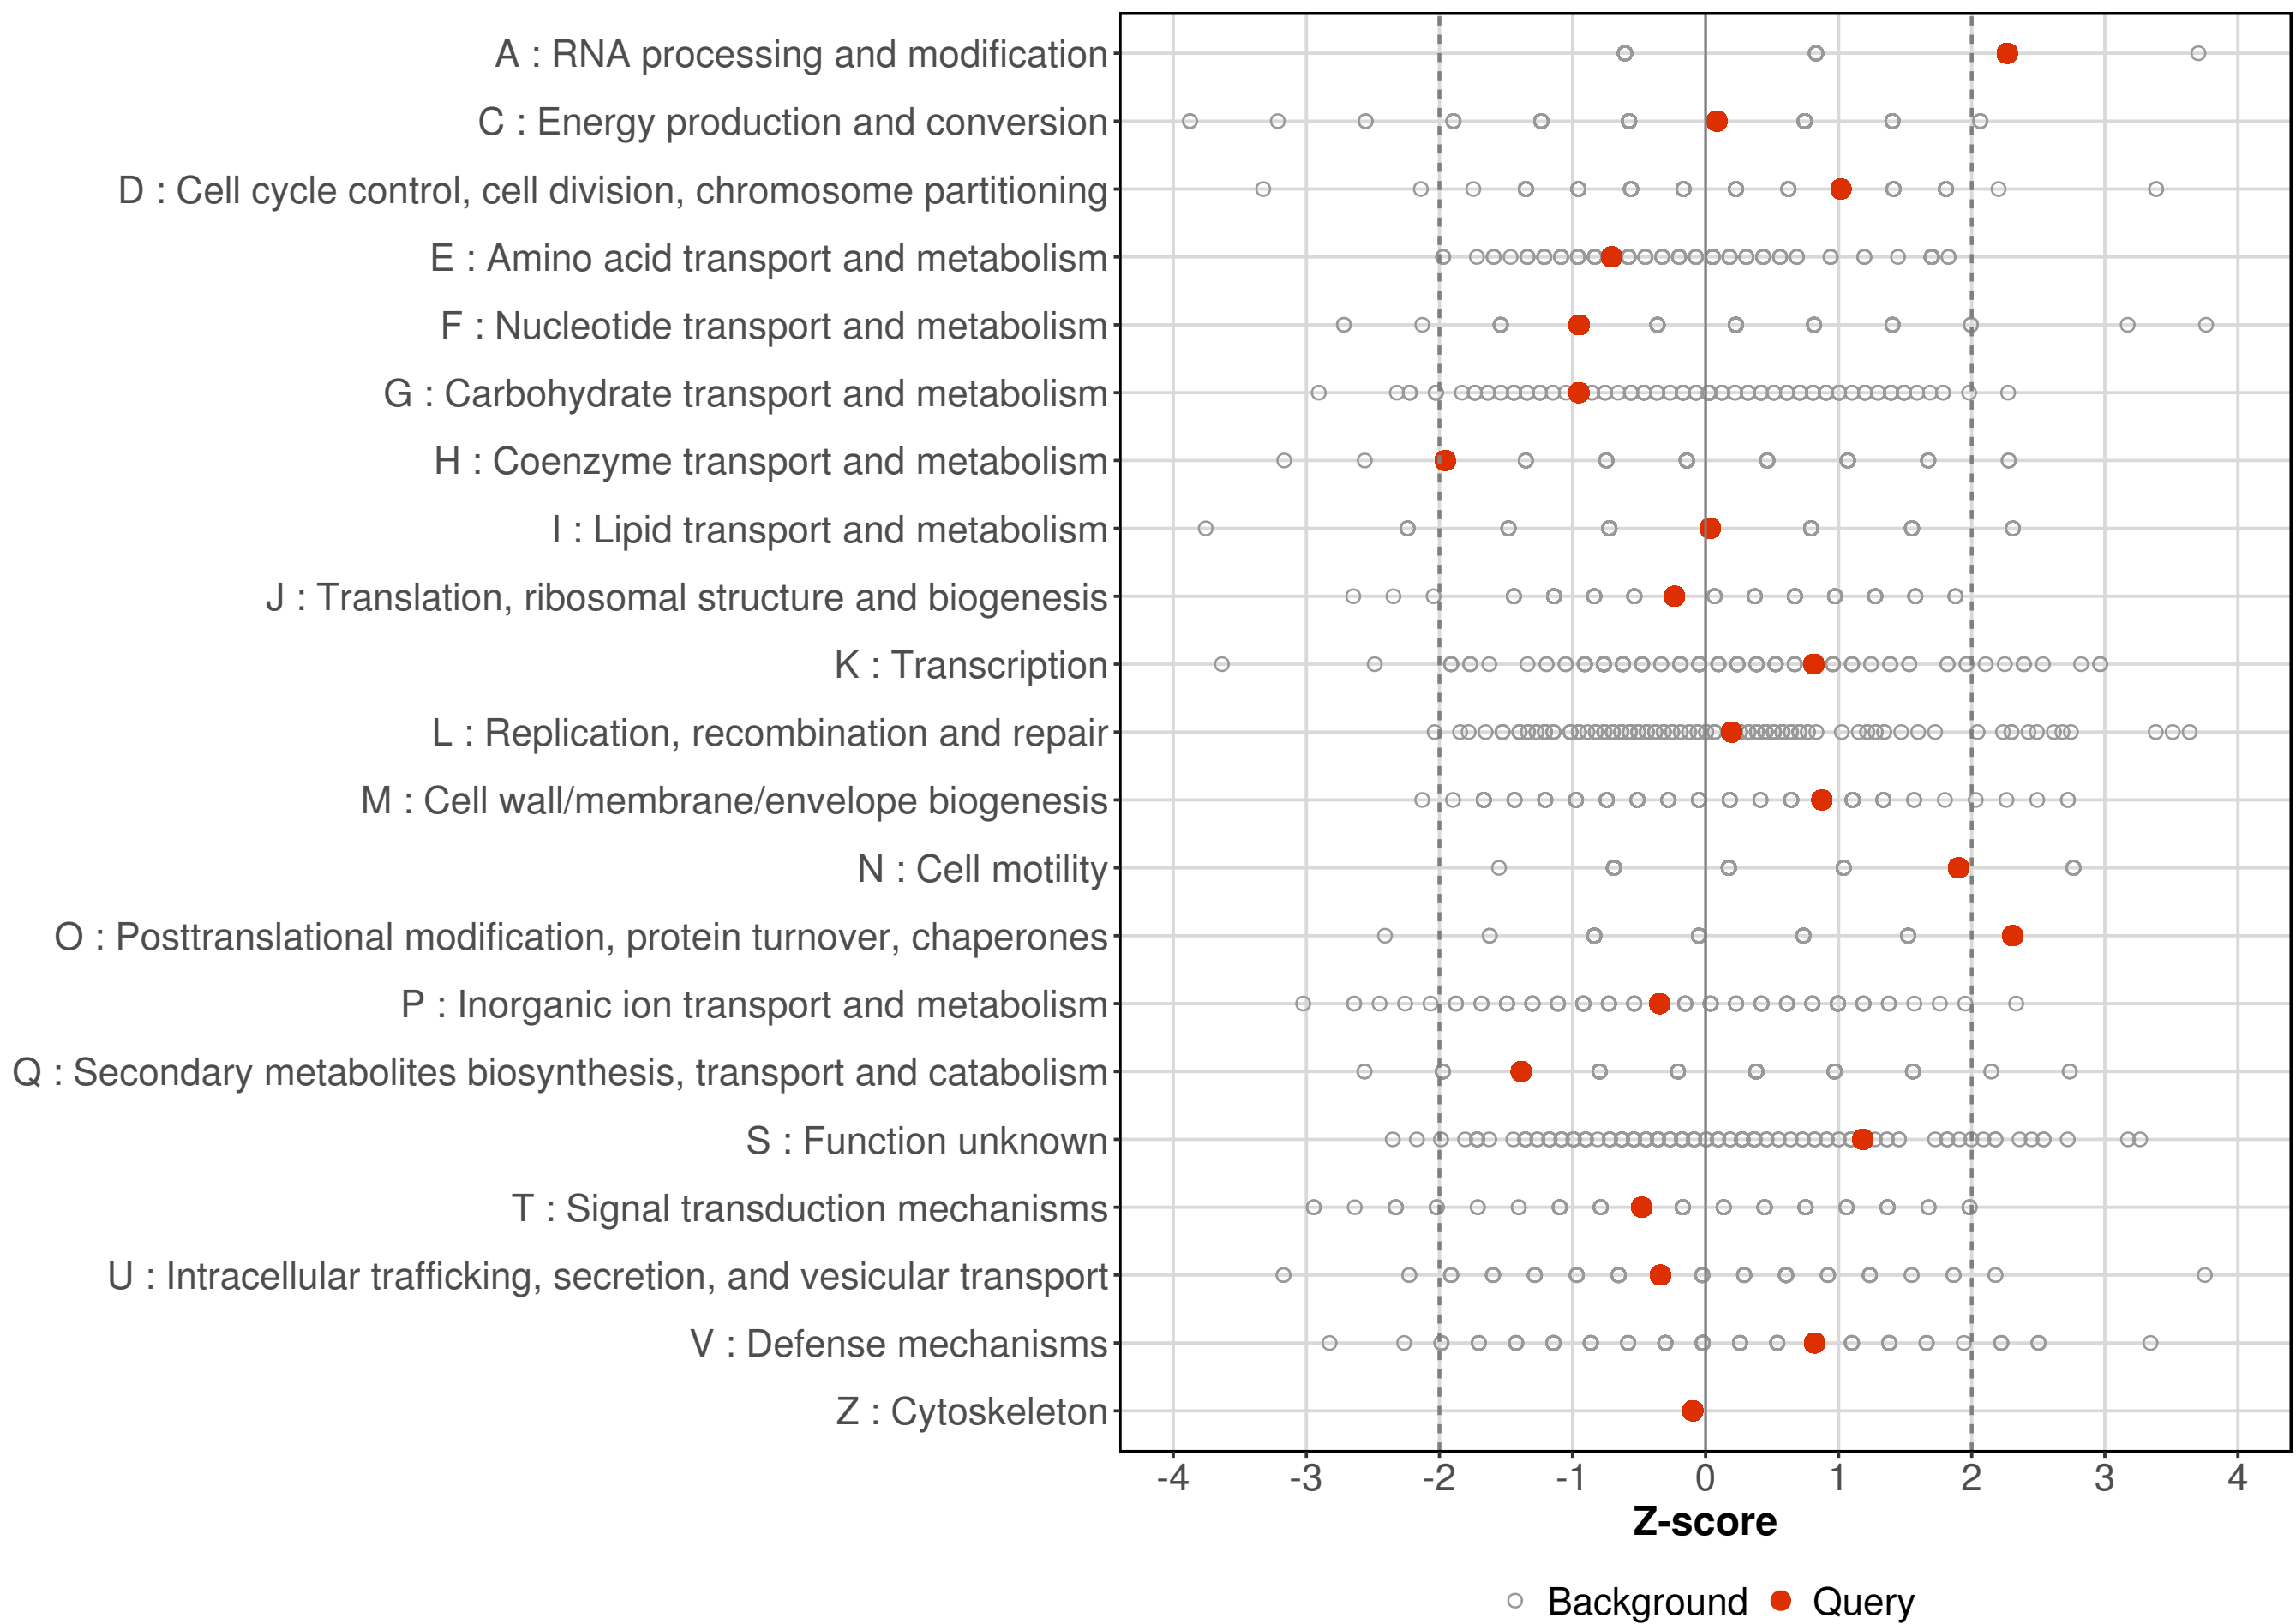 A : RNA processing and modification
C : Energy production and conversion
D : Cell cycle control, cell division, chromosome partitioning
E : Amino acid transport and metabolism
F : Nucleotide transport and metabolism
G : Carbohydrate transport and metabolism
H : Coenzyme transport and metabolism
I : Lipid transport and metabolism
J : Translation, ribosomal structure and biogenesis
K : Transcription
L : Replication, recombination and repair
M : Cell wall/membrane/envelope biogenesis
N : Cell motility
O : Posttranslational modification, protein turnover, chaperones
P : Inorganic ion transport and metabolism
Q : Secondary metabolites biosynthesis, transport and catabolism
S : Function unknown
T : Signal transduction mechanisms
U : Intracellular trafficking, secretion, and vesicular transport
V : Defense mechanisms
Z : Cytoskeleton
-4 -3 -2 -1 0 1 2 3 4
Z-score
Background Query